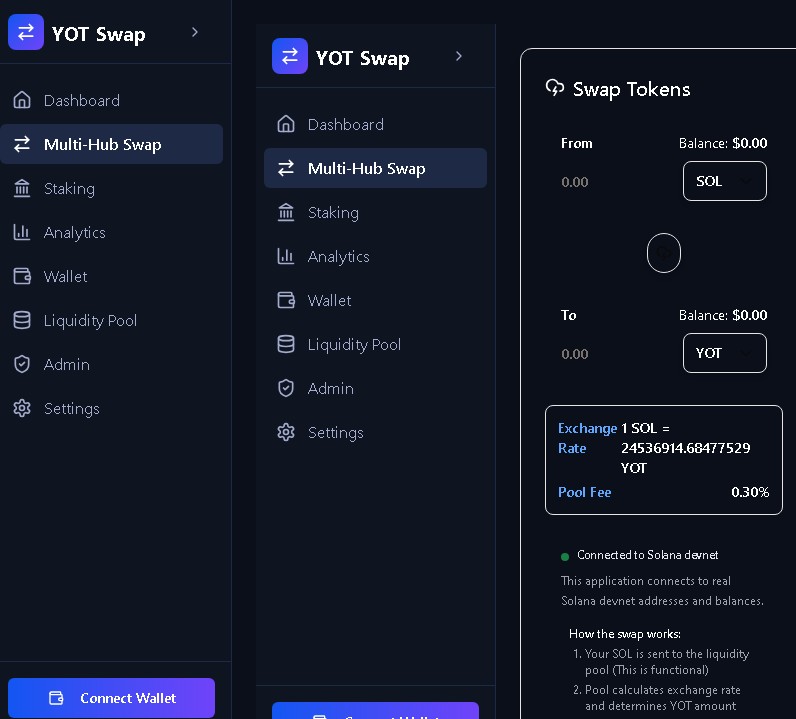 YOT Swap
Dashboard
Multi-Hub Swap
Staking
Analytics
Wallet
Liquidity Pool
Admin
Settings
Connect Wallet
YOT Swap
Dashboard
Multi-Hub Swap
Staking
Analytics
Wallet
Liquidity Pool
Admin
Settings
Connect Wallet
Swap Tokens
From Balance: $0.00
0.00 SOL
To Balance: $0.00
0.00 YOT
Exchange 1 SOL =
Rate 24536914.68477529
YOT
Pool Fee 0.30%
Connected to Solana devnet
This application connects to real
Solana devnet addresses and balances.
How the swap works:
1. Your SOL is sent to the liquidity
pool (This is functional)
2. Pool calculates exchange rate
and determines YOT amount